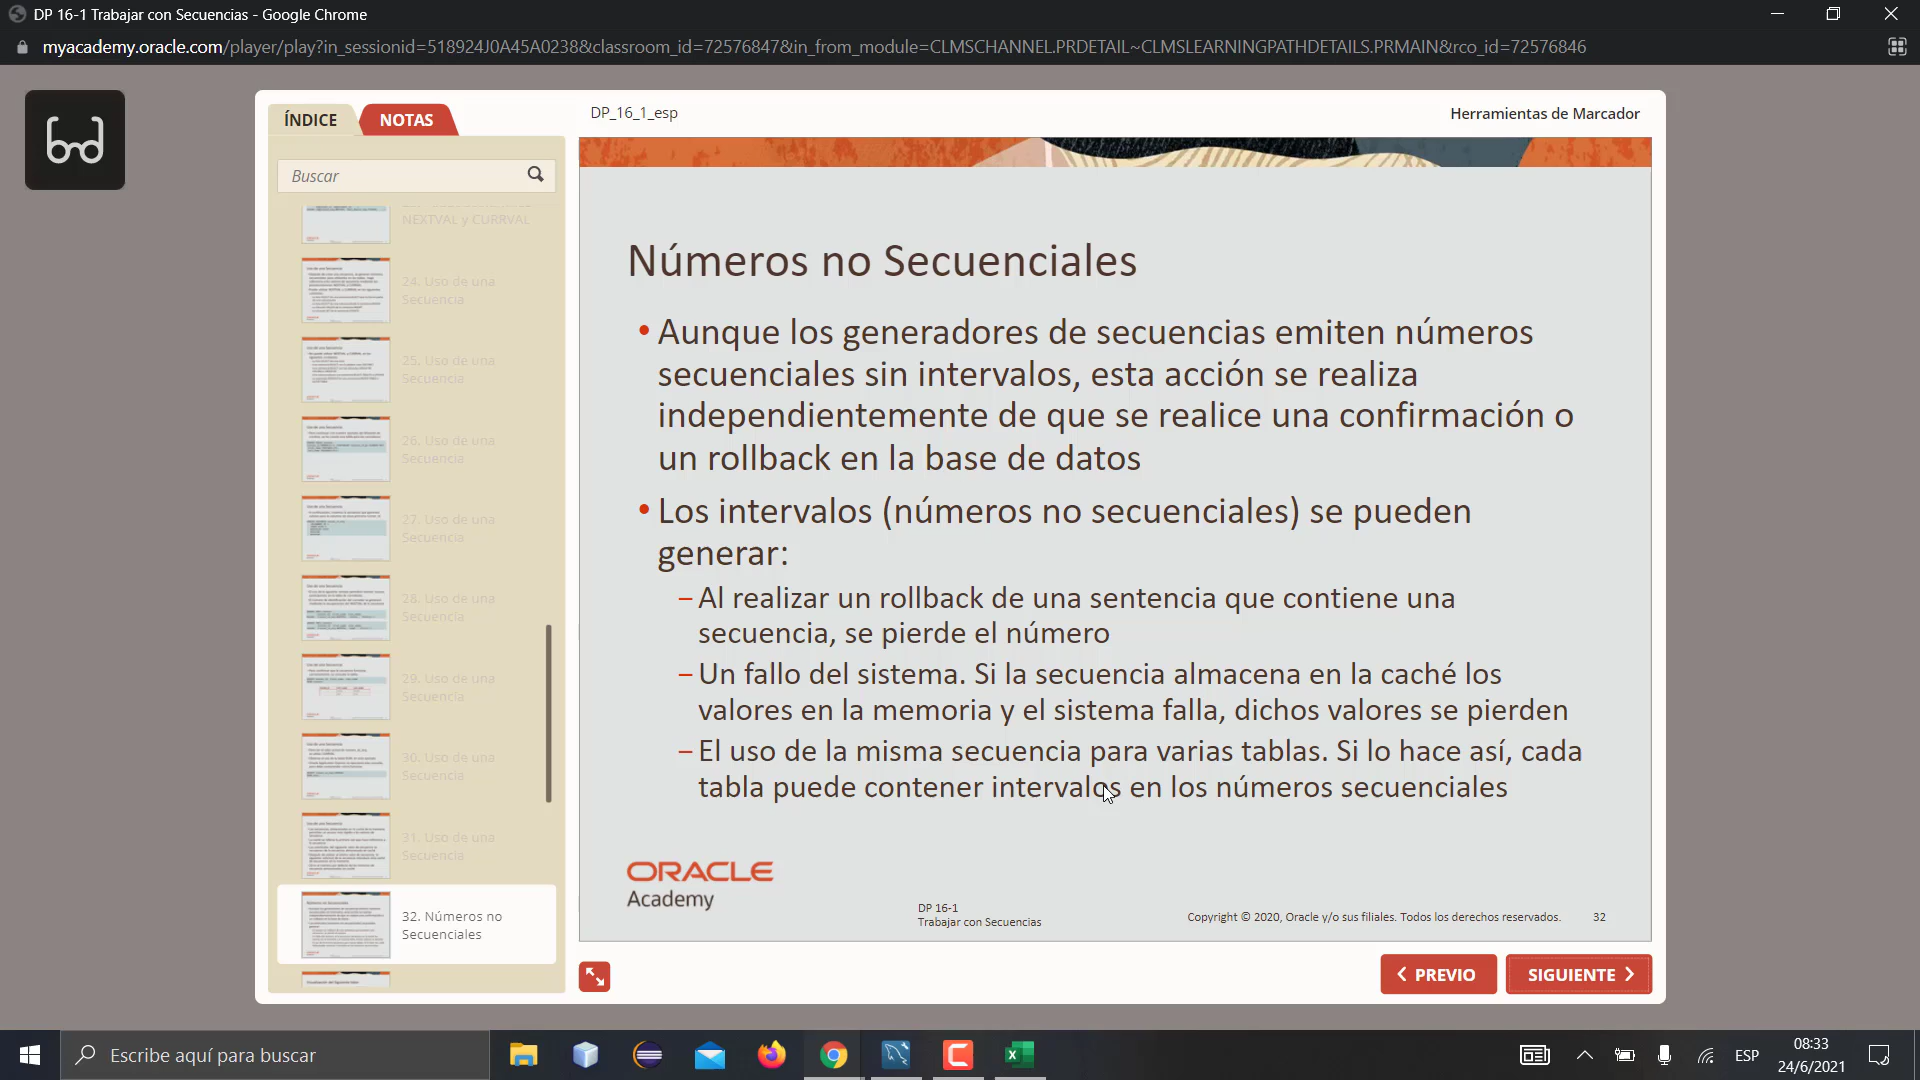 DP 16-1 Trabajar con Secuencias - Google Chrome
myacademy.oracle.com/player/play?in_sessionid=518924J0A45A0238&classroom_id=72576847&in_from_module=CLMSCHANNEL.PRDETAIL~CLMSLEARNINGPATHDETAILS.PRMAIN&rco_id=72576846
ÍNDICE
NOTAS
DP_16_1_esp
Herramientas de Marcador
Buscar
NEXTVAL y CURRVAL
24. Uso de una
Secuencia
25. Uso de una
Secuencia
26. Uso de una
Secuencia
27. Uso de una
Secuencia
28. Uso de una
Secuencia
29. Uso de una
Secuencia
30. Uso de una
Secuencia
31. Uso de una
Secuencia
32. Números no
Secuenciales
Números no Secuenciales
• Aunque los generadores de secuencias emiten números
secuenciales sin intervalos, esta acción se realiza
independientemente de que se realice una confirmación o
un rollback en la base de datos
• Los intervalos (números no secuenciales) se pueden
generar:
– Al realizar un rollback de una sentencia que contiene una
secuencia, se pierde el número
– Un fallo del sistema. Si la secuencia almacena en la caché los
valores en la memoria y el sistema falla, dichos valores se pierden
– El uso de la misma secuencia para varias tablas. Si lo hace así, cada
tabla puede contener intervalos en los números secuenciales
ORACLE
Academy
DP 16-1
Trabajar con Secuencias
Copyright © 2020, Oracle y/o sus filiales. Todos los derechos reservados.
32
PREVIO
SIGUIENTE
Escribe aquí para buscar
ESP
08:33
24/6/2021